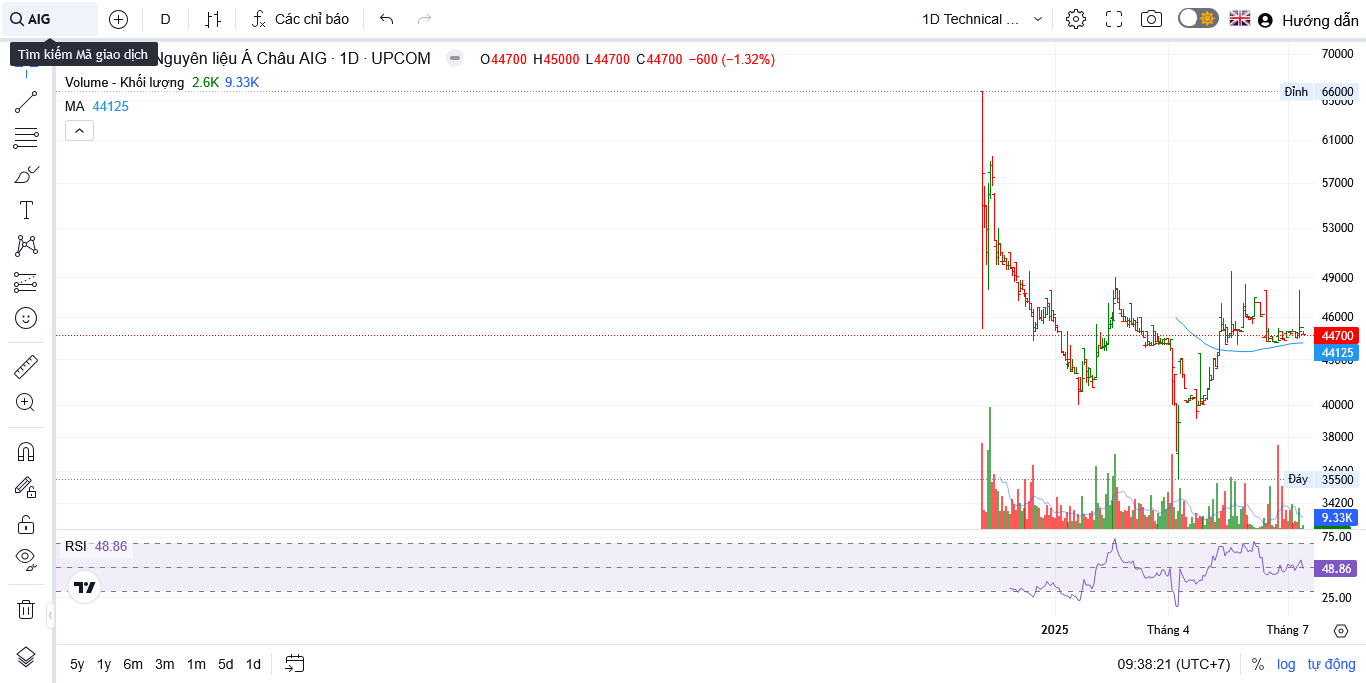 AIG
D
Các chỉ báo
1D Technical ...
Hướng dẫn
Tìm kiếm Mã giao dịch
Nguyên liệu Á Châu AIG · 1D · UPCOM
O44700 H45000 L44700 C44700 −600 (−1.32%)
Volume - Khối lượng 2.6K 9.33K
MA 44125
70000
Đỉnh 66000
65000
61000
57000
53000
49000
46000
44700
44125
43000
40000
38000
36000
Đáy 35500
34200
9.33K
RSI 48.86
75.00
48.86
25.00
2025
Tháng 4
Tháng 7
5y 1y 6m 3m 1m 5d 1d
09:38:21 (UTC+7)
% log tự động